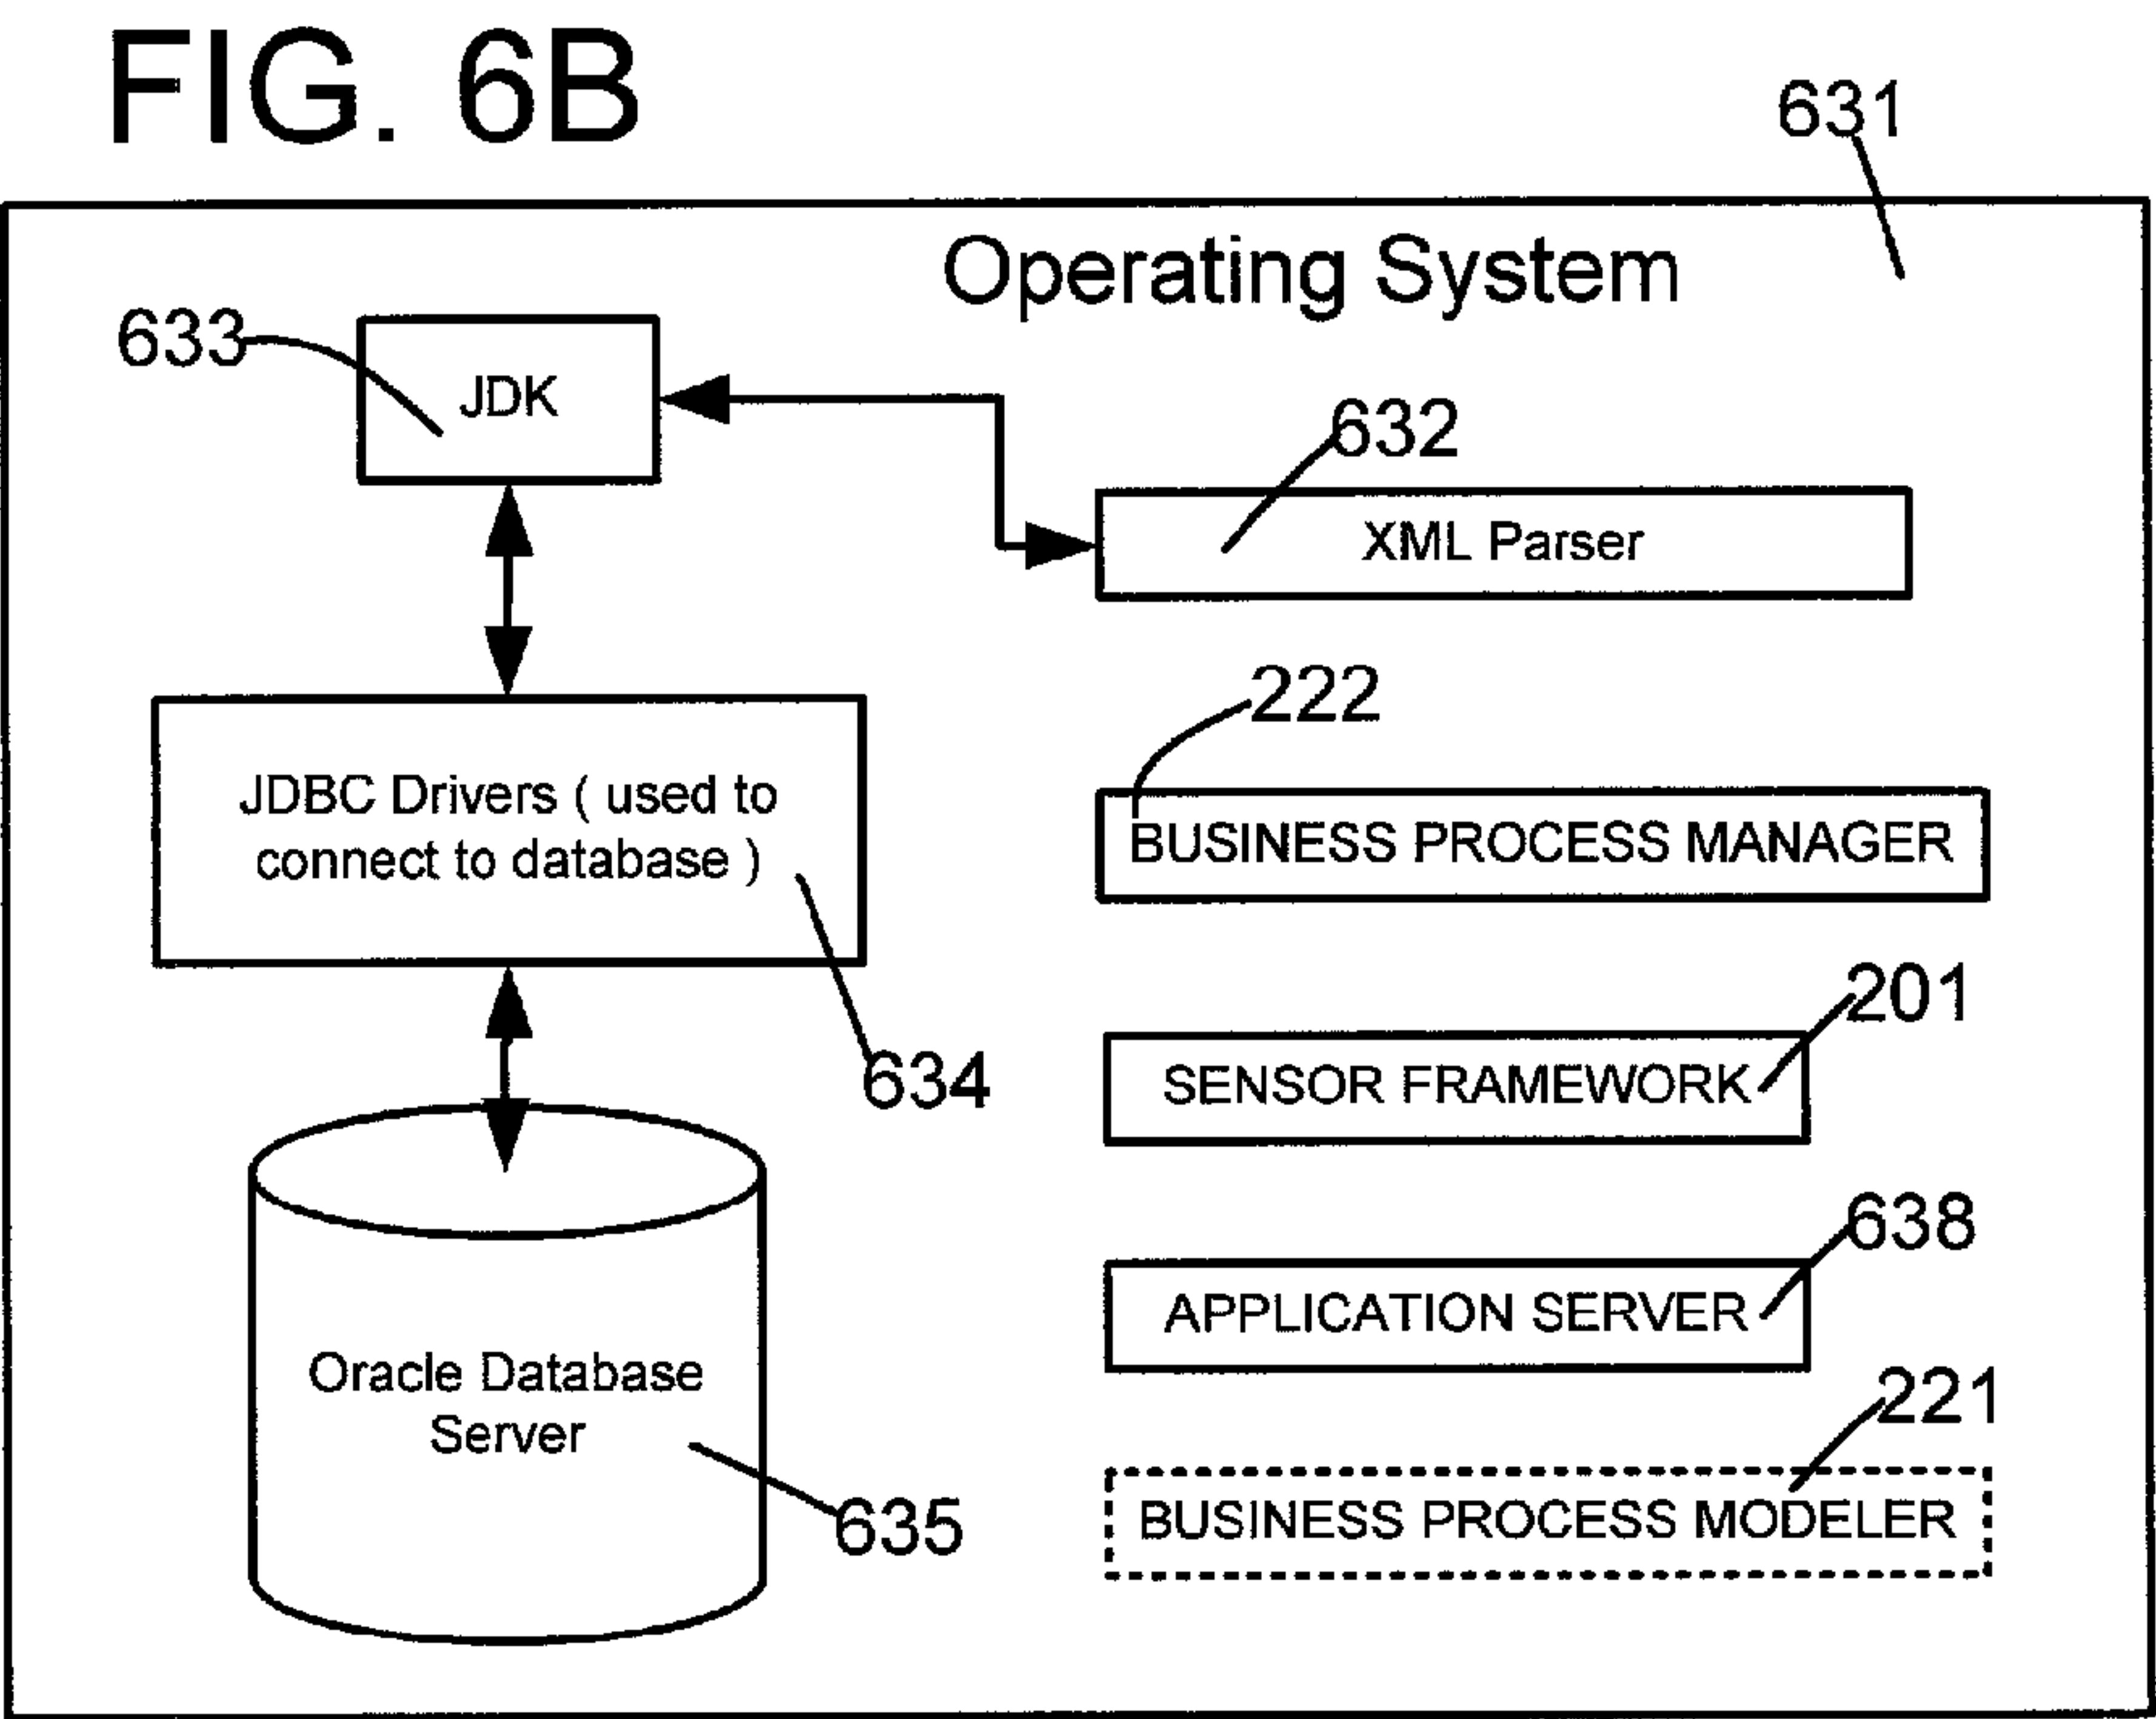 FIG. 6B
631
Operating System
633
JDK
632
XML Parser
222
JDBC Drivers ( used to
connect to database )
BUSINESS PROCESS MANAGER
201
634
SENSOR FRAMEWORK
638
APPLICATION SERVER
Oracle Database
Server
221
635
BUSINESS PROCESS MODELER